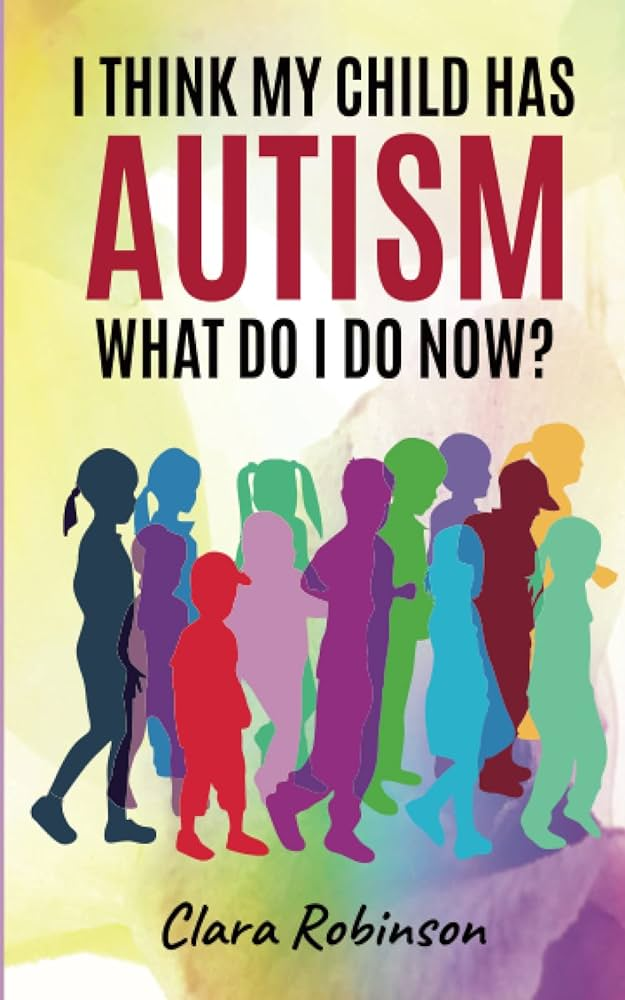 I THINK MY CHILD HAS
AUTISM
WHAT DO I DO NOW?
Clara Robinson